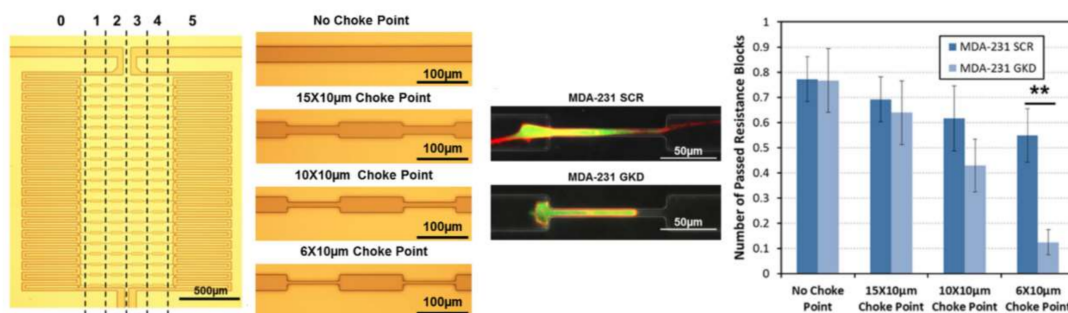 0 1 2 3 4 5
500μm
No Choke Point
100μm
15X10μm Choke Point
100μm
10X10μm Choke Point
100μm
6X10μm Choke Point
100μm
MDA-231 SCR
50μm
MDA-231 GKD
50μm
Number of Passed Resistance Blocks
1
0.9
0.8
0.7
0.6
0.5
0.4
0.3
0.2
0.1
0
MDA-231 SCR
MDA-231 GKD
**
No Choke
Point
15X10μm
Choke Point
10X10μm
Choke Point
6X10μm
Choke Point